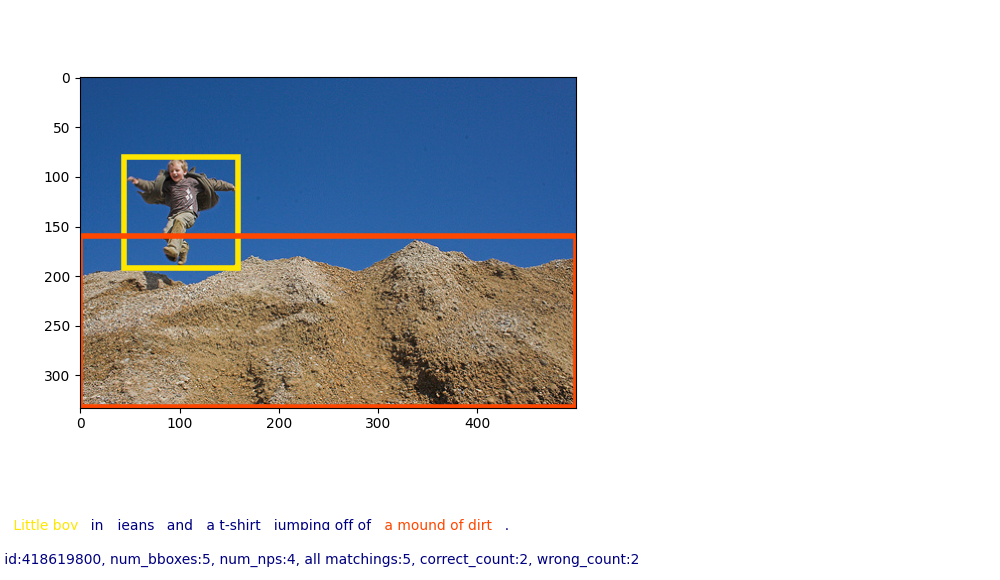 0
50
100
150
200
250
300
0 100 200 300 400
Little boy in jeans and a t-shirt jumping off of a mound of dirt .
id:418619800, num_bboxes:5, num_nps:4, all matchings:5, correct_count:2, wrong_count:2